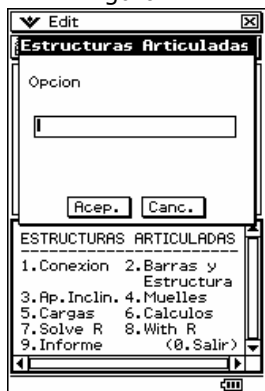 Edit
Estructuras Articuladas
Opcion
Acep. Canc.
ESTRUCTURAS ARTICULADAS
1.Conexion 2.Barras y
Estructura
3.Ap.Inclin. 4.Muelles
5.Cargas 6.Calculos
7.Solve R 8.With R
9.Informe (0.Salir)